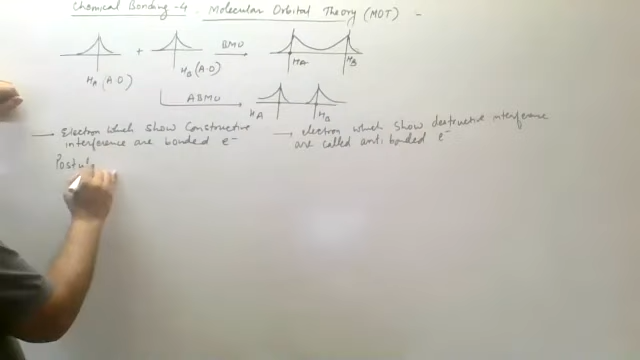 Chemical Bonding-4. Molecular Orbital Theory (MOT) -
HA (A.O) + HB (A.O) BMO HA HB
ABMO HA HB
→ Electron which show Constructive
interference are bonded e⁻
→ electron which show destructive interference
are called anti bonded e⁻
Postul